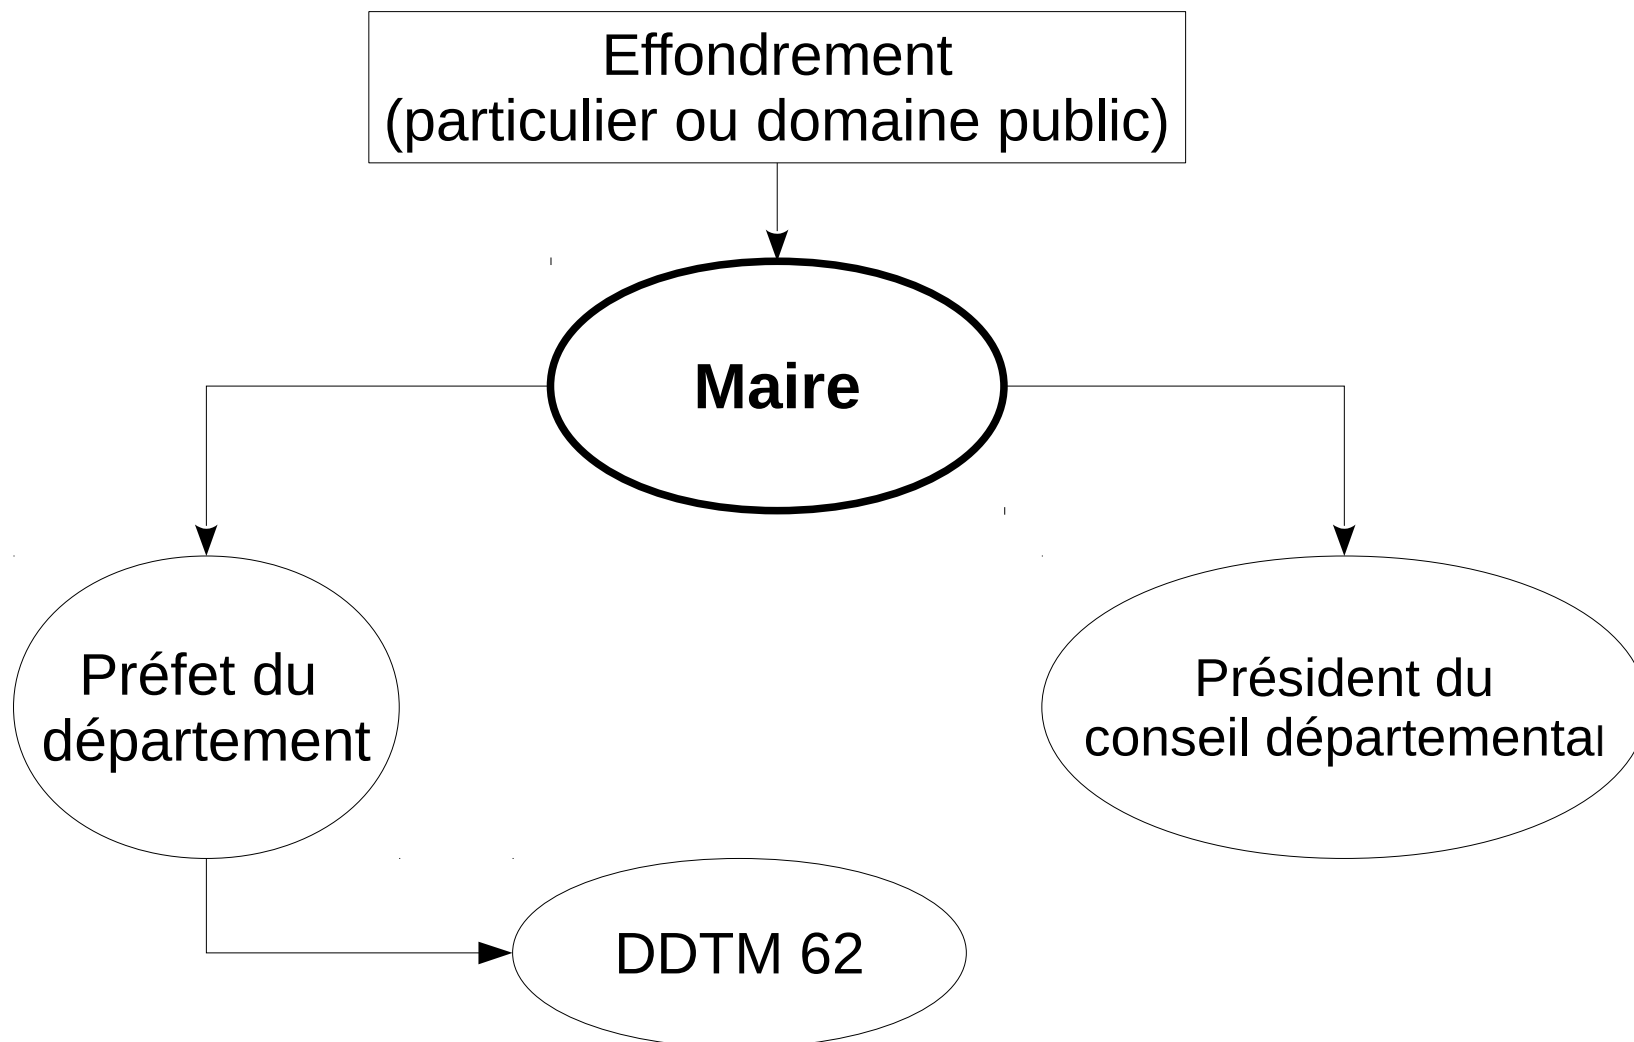 Effondrement
(particulier ou domaine public)
Maire
Préfet du
département
Président du
conseil départemental
DDTM 62